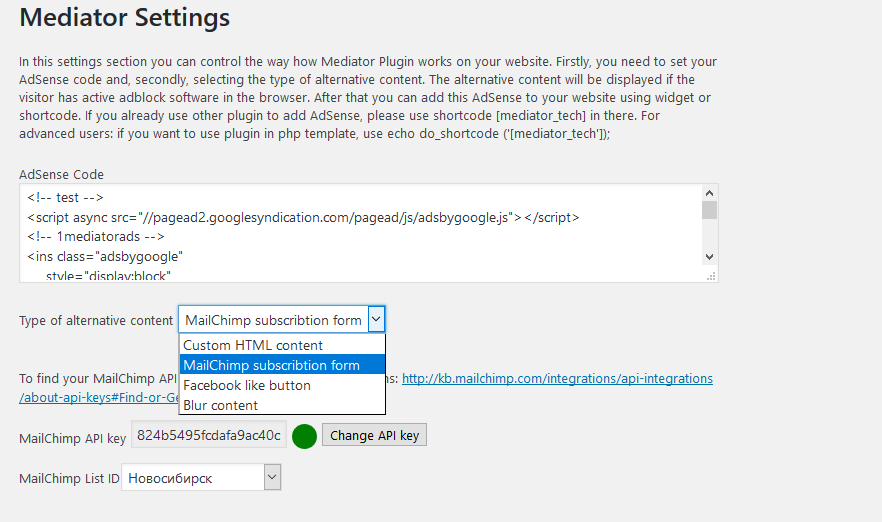 Mediator Settings
In this settings section you can control the way how Mediator Plugin works on your website. Firstly, you need to set your
AdSense code and, secondly, selecting the type of alternative content. The alternative content will be displayed if the
visitor has active adblock software in the browser. After that you can add this AdSense to your website using widget or
shortcode. If you already use other plugin to add AdSense, please use shortcode [mediator_tech] in there. For
advanced users: if you want to use plugin in php template, use echo do_shortcode ('[mediator_tech']);
AdSense Code
<!-- test -->
<script async src="//pagead2.googlesyndication.com/pagead/js/adsbygoogle.js"></script>
<!-- 1mediatorads -->
<ins class="adsbygoogle"
style="display:block"
Type of alternative content MailChimp subscribtion form
Custom HTML content
MailChimp subscribtion form
Facebook like button
Blur content
To find your MailChimp API ns: http://kb.mailchimp.com/integrations/api-integrations
/about-api-keys#Find-or-Ge
MailChimp API key 824b5495fcdafa9ac40c Change API key
MailChimp List ID Новосибирск